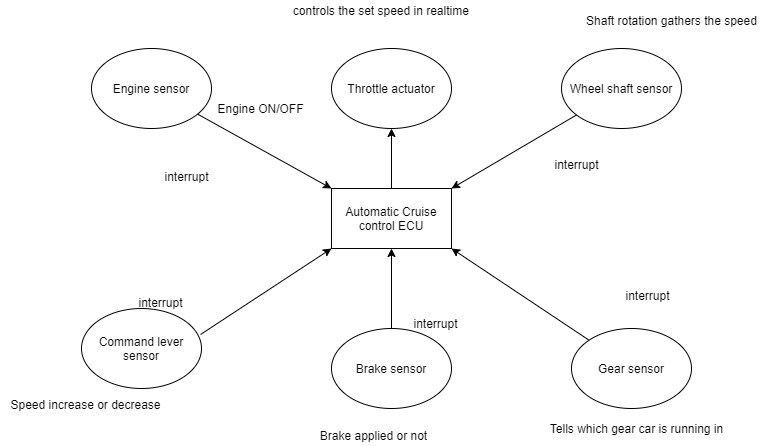 controls the set speed in realtime
Shaft rotation gathers the speed
Engine sensor
Throttle actuator
Wheel shaft sensor
Engine ON/OFF
interrupt
interrupt
Automatic Cruise
control ECU
interrupt
interrupt
interrupt
Command lever
sensor
Brake sensor
Gear sensor
Speed increase or decrease
Brake applied or not
Tells which gear car is running in